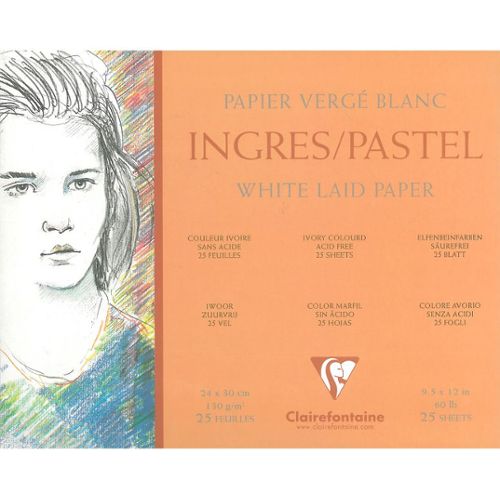 PAPIER VERGÉ BLANC
INGRES/PASTEL
WHITE LAID PAPER
COULEUR IVOIRE
SANS ACIDE
25 FEUILLES
IVORY COLOURD
ACID FREE
25 SHEETS
ELFENBEINFARBEN
SÄUREFREI
25 BLATT
IWOOR
ZUURVRIJ
25 VEL
COLOR MARFIL
SIN ÁCIDO
25 HOJAS
COLORE AVORIO
SENZA ACIDI
25 FOGLI
24 x 30 cm
130 g/m²
25 FEUILLES
Clairefontaine
www.clairefontaine.com
9.5 x 12 in
60 lb
25 SHEETS